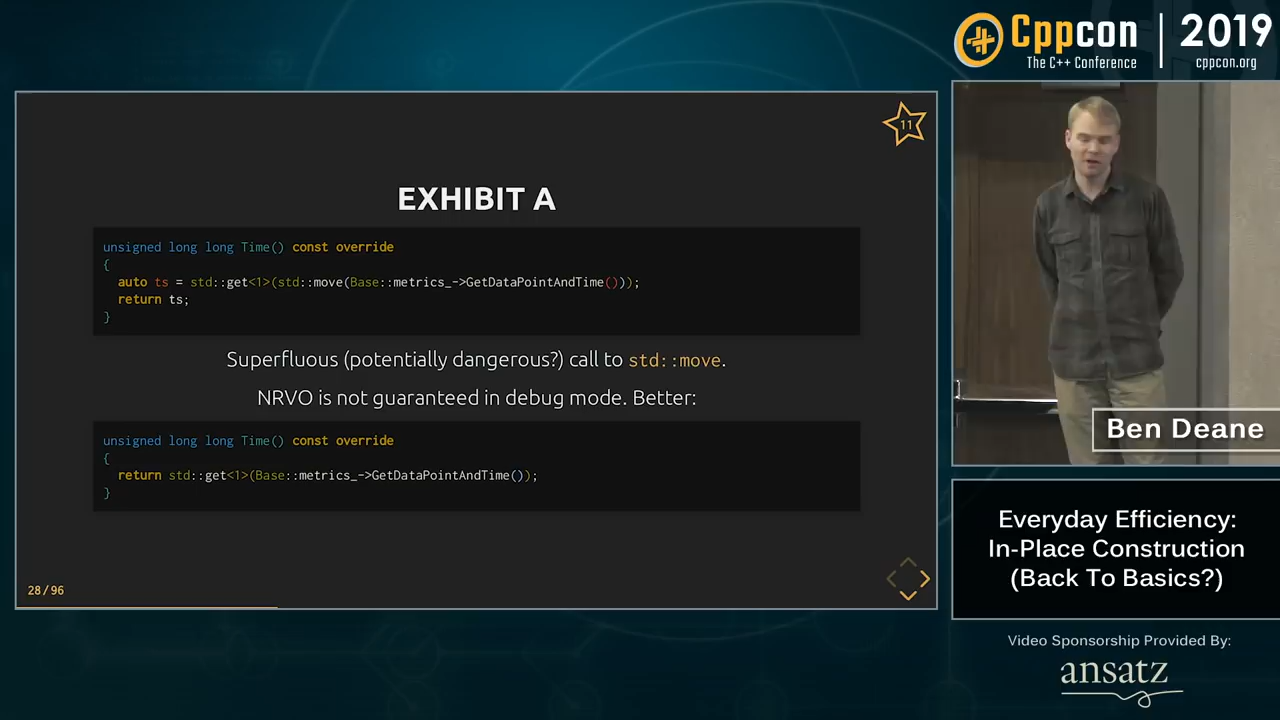 Cppcon | 2019
The C++ Conference
cppcon.org
11
EXHIBIT A
unsigned long long Time() const override
{
auto ts = std::get<1>(std::move(Base::metrics_->GetDataPointAndTime()));
return ts;
}
Superfluous (potentially dangerous?) call to std::move.
NRVO is not guaranteed in debug mode. Better:
unsigned long long Time() const override
{
return std::get<1>(Base::metrics_->GetDataPointAndTime());
}
28/96
Ben Deane
Everyday Efficiency:
In-Place Construction
(Back To Basics?)
Video Sponsorship Provided By:
ansatz